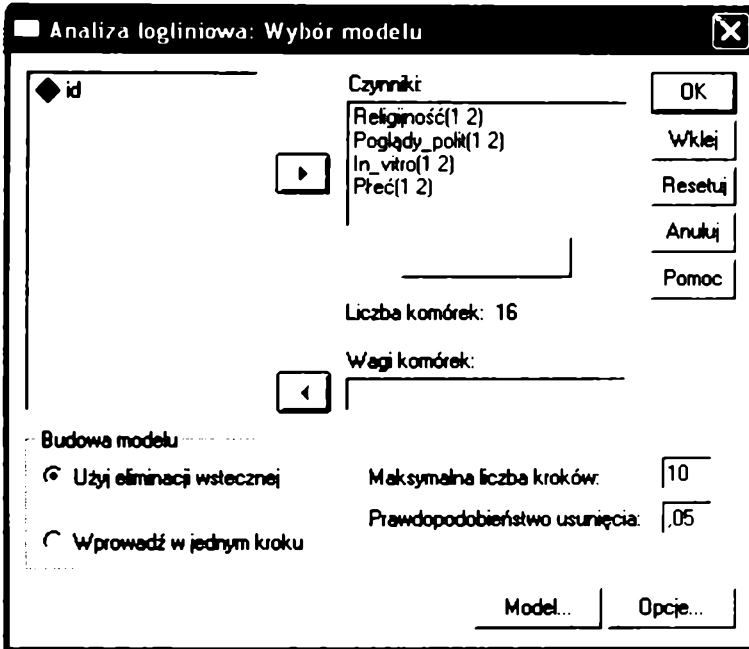 Analiza logliniowa: Wybór modelu
id
Czynniki:
Religijność(1 2)
Poglądy_polit(1 2)
In_vitro(1 2)
Płeć(1 2)
OK
Wklej
Resetuj
Anuluj
Pomoc
Liczba komórek: 16
Wagi komórek:
Budowa modelu
Użyj eliminacji wstecznej
Wprowadź w jednym kroku
Maksymalna liczba kroków: 10
Prawdopodobieństwo usunięcia: ,05
Model...
Opcje...